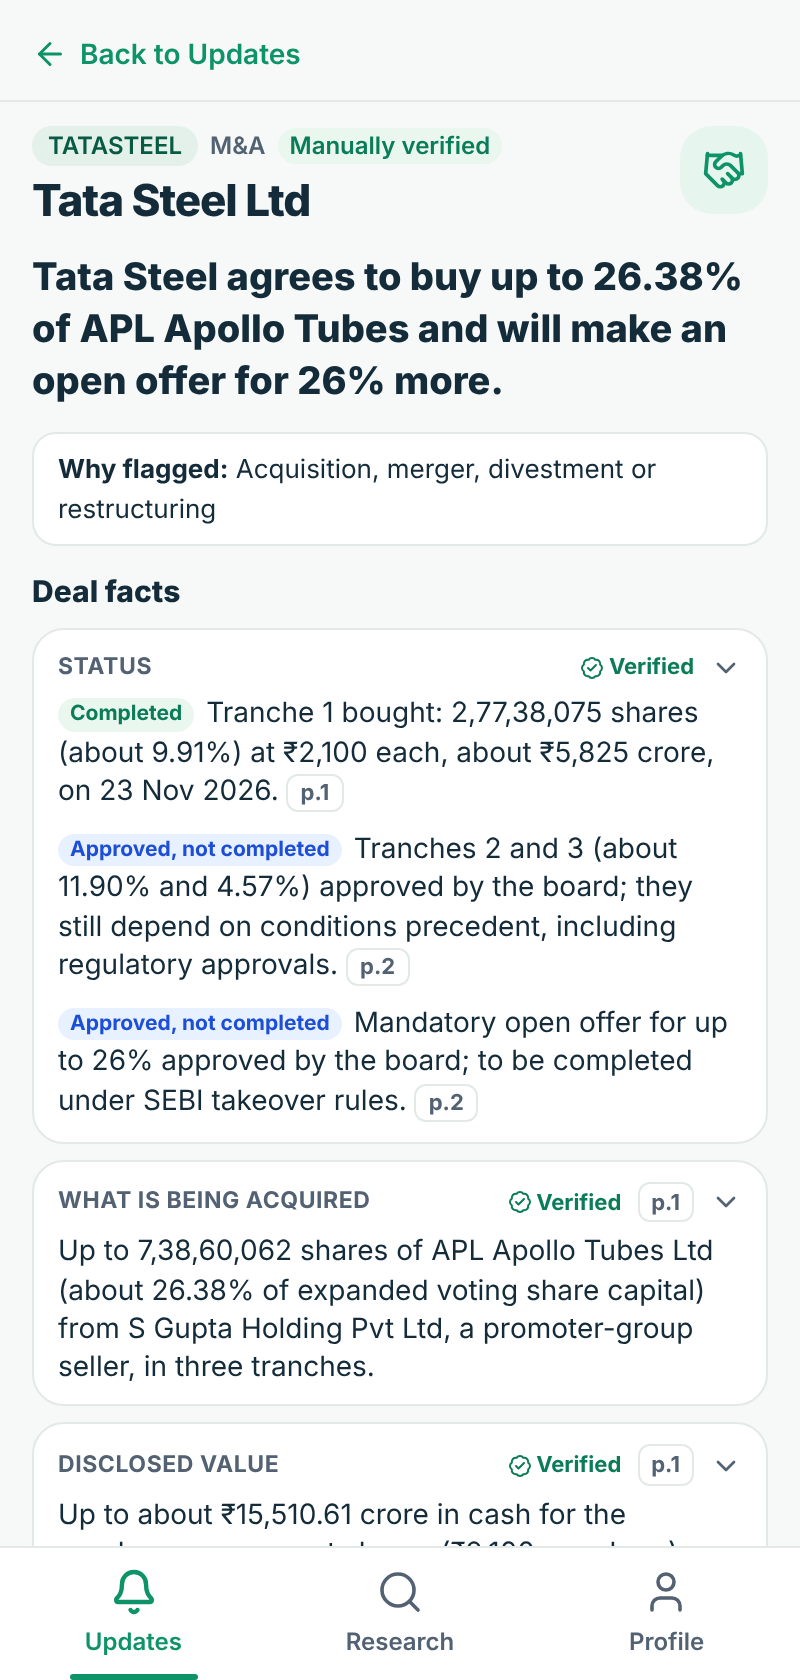 Back to Updates
TATASTEEL M&A Manually verified
Tata Steel Ltd
Tata Steel agrees to buy up to 26.38%
of APL Apollo Tubes and will make an
open offer for 26% more.
Why flagged: Acquisition, merger, divestment or
restructuring
Deal facts
STATUS Verified
Completed Tranche 1 bought: 2,77,38,075 shares
(about 9.91%) at ₹2,100 each, about ₹5,825 crore,
on 23 Nov 2026. p.1
Approved, not completed Tranches 2 and 3 (about
11.90% and 4.57%) approved by the board; they
still depend on conditions precedent, including
regulatory approvals. p.2
Approved, not completed Mandatory open offer for up
to 26% approved by the board; to be completed
under SEBI takeover rules. p.2
WHAT IS BEING ACQUIRED Verified p.1
Up to 7,38,60,062 shares of APL Apollo Tubes Ltd
(about 26.38% of expanded voting share capital)
from S Gupta Holding Pvt Ltd, a promoter-group
seller, in three tranches.
DISCLOSED VALUE Verified p.1
Up to about ₹15,510.61 crore in cash for the
Updates Research Profile